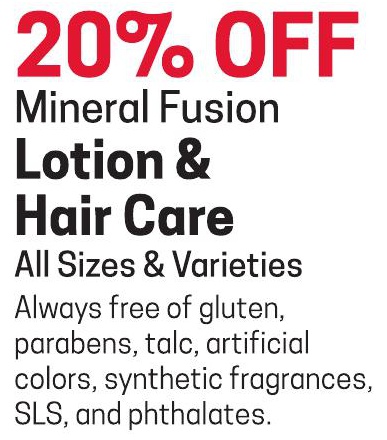 20% OFF
Mineral Fusion
Lotion &
Hair Care
All Sizes & Varieties
Always free of gluten,
parabens, talc, artificial
colors, synthetic fragrances,
SLS, and phthalates.